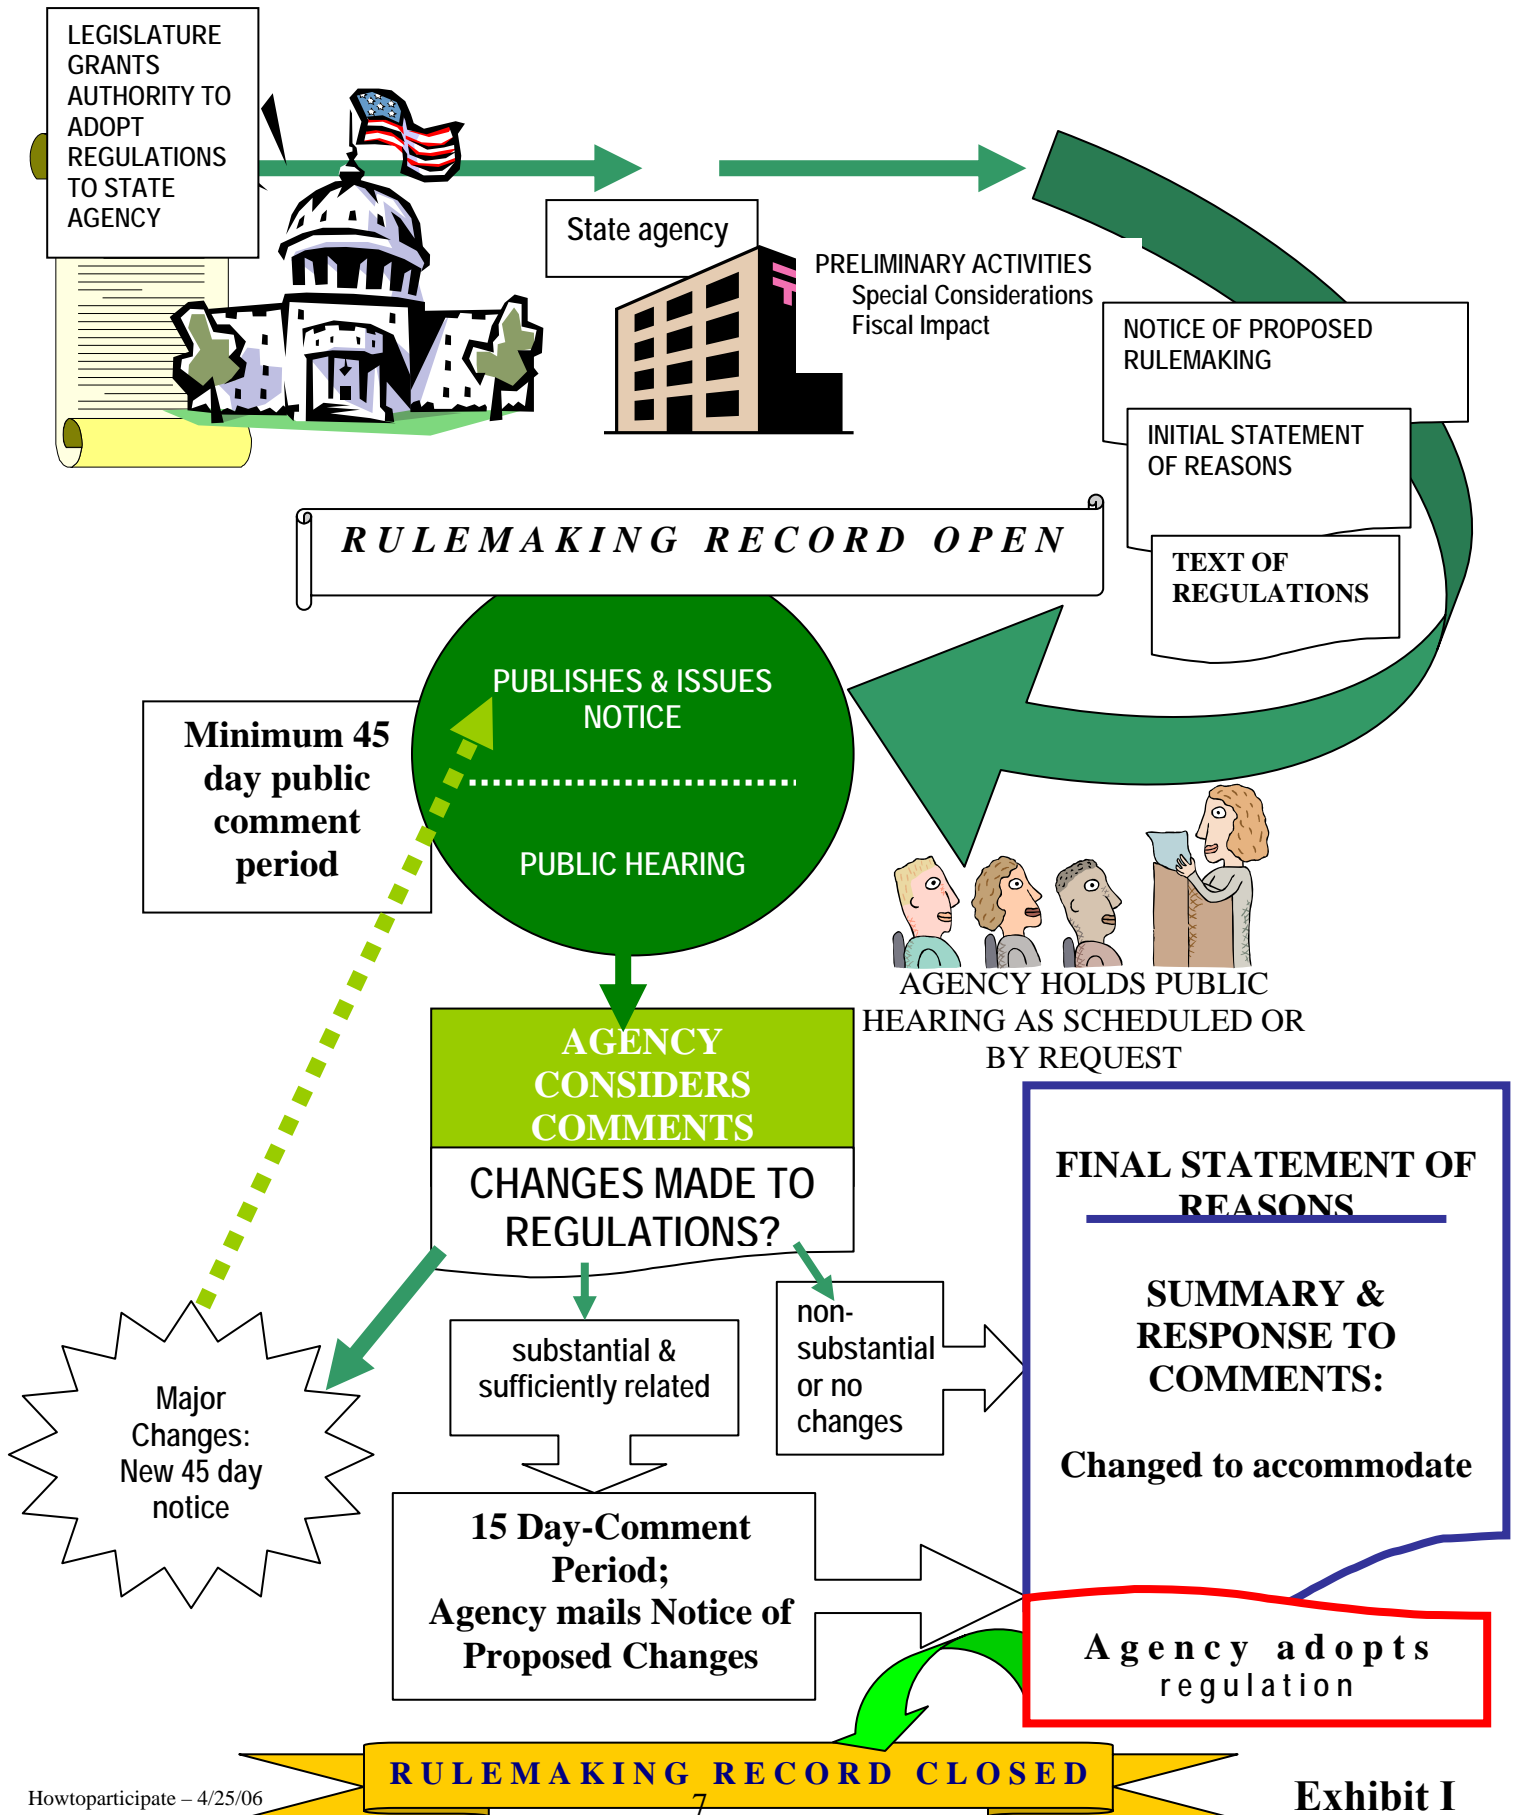 LEGISLATURE
GRANTS
AUTHORITY TO
ADOPT
REGULATIONS
TO STATE
AGENCY
State agency
PRELIMINARY ACTIVITIES
Special Considerations
Fiscal Impact
NOTICE OF PROPOSED
RULEMAKING
INITIAL STATEMENT
OF REASONS
TEXT OF
REGULATIONS
RULEMAKING RECORD OPEN
PUBLISHES & ISSUES
NOTICE
PUBLIC HEARING
Minimum 45
day public
comment
period
AGENCY HOLDS PUBLIC
HEARING AS SCHEDULED OR
BY REQUEST
AGENCY
CONSIDERS
COMMENTS
CHANGES MADE TO
REGULATIONS?
Major
Changes:
New 45 day
notice
substantial &
sufficiently related
non-
substantial
or no
changes
15 Day-Comment
Period;
Agency mails Notice of
Proposed Changes
FINAL STATEMENT OF
REASONS
SUMMARY &
RESPONSE TO
COMMENTS:
Changed to accommodate
Agency adopts
regulation
RULEMAKING RECORD CLOSED
Howtoparticipate – 4/25/06
7
Exhibit I